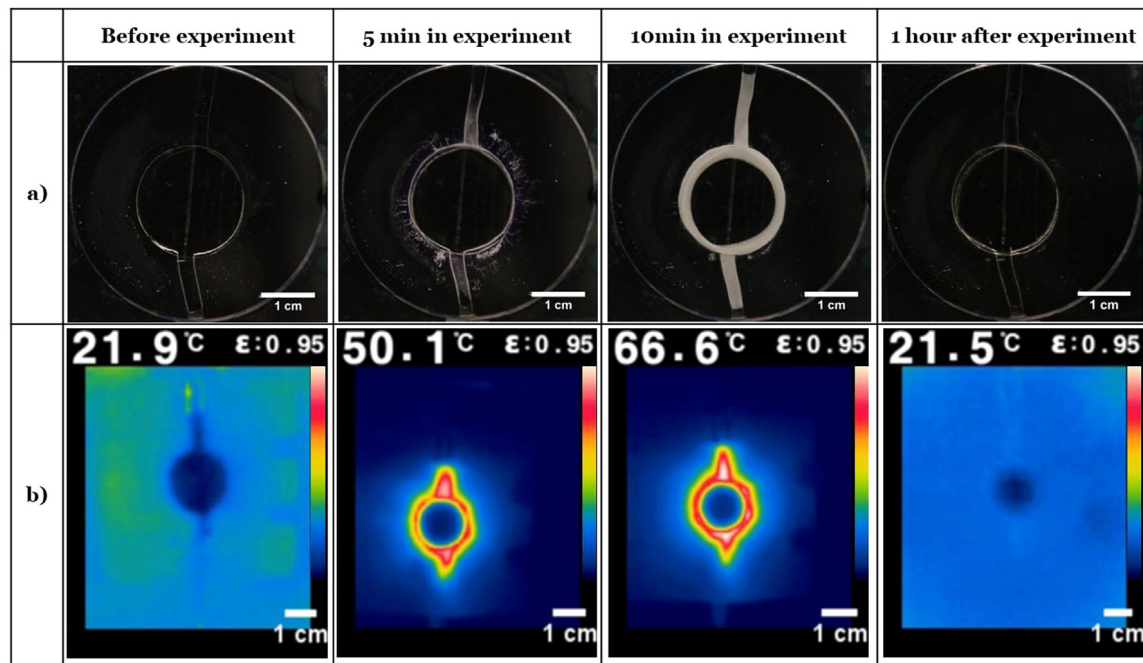 Before experiment
5 min in experiment
10min in experiment
1 hour after experiment
a)
1 cm
1 cm
1 cm
1 cm
b)
21.9°C ε:0.95
50.1°C ε:0.95
66.6°C ε:0.95
21.5°C ε:0.95
1 cm
1 cm
1 cm
1 cm